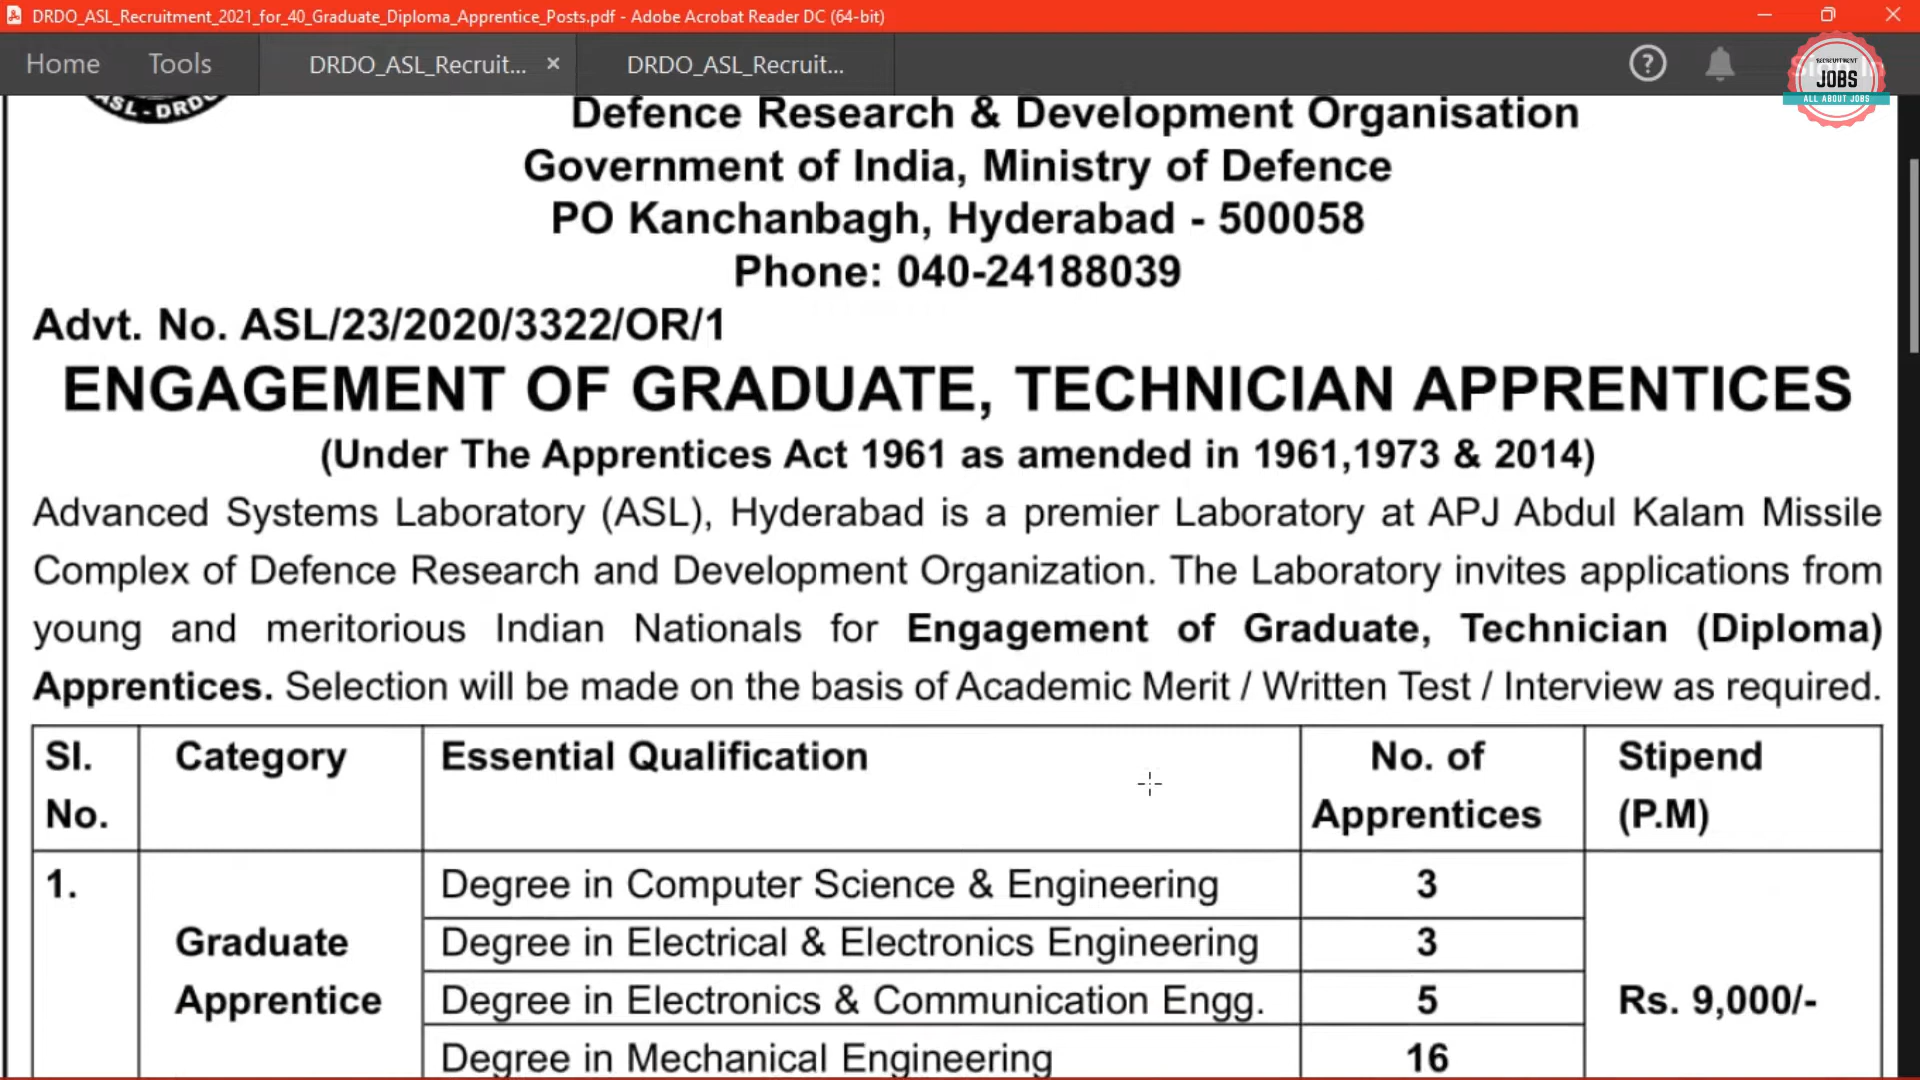 DRDO_ASL_Recruitment_2021_for_40_Graduate_Diploma_Apprentice_Posts.pdf - Adobe Acrobat Reader DC (64-bit)
Home Tools DRDO_ASL_Recruit... × DRDO_ASL_Recruit... ?
RECRUITMENT
JOBS
ALL ABOUT JOBS
ASL - DRDO
Defence Research & Development Organisation
Government of India, Ministry of Defence
PO Kanchanbagh, Hyderabad - 500058
Phone: 040-24188039
Advt. No. ASL/23/2020/3322/OR/1
ENGAGEMENT OF GRADUATE, TECHNICIAN APPRENTICES
(Under The Apprentices Act 1961 as amended in 1961,1973 & 2014)
Advanced Systems Laboratory (ASL), Hyderabad is a premier Laboratory at APJ Abdul Kalam Missile
Complex of Defence Research and Development Organization. The Laboratory invites applications from
young and meritorious Indian Nationals for Engagement of Graduate, Technician (Diploma)
Apprentices. Selection will be made on the basis of Academic Merit / Written Test / Interview as required.
Sl. No. Category Essential Qualification No. of Apprentices Stipend (P.M)
1. Graduate Apprentice Degree in Computer Science & Engineering 3
Degree in Electrical & Electronics Engineering 3
Degree in Electronics & Communication Engg. 5 Rs. 9,000/-
Degree in Mechanical Engineering 16